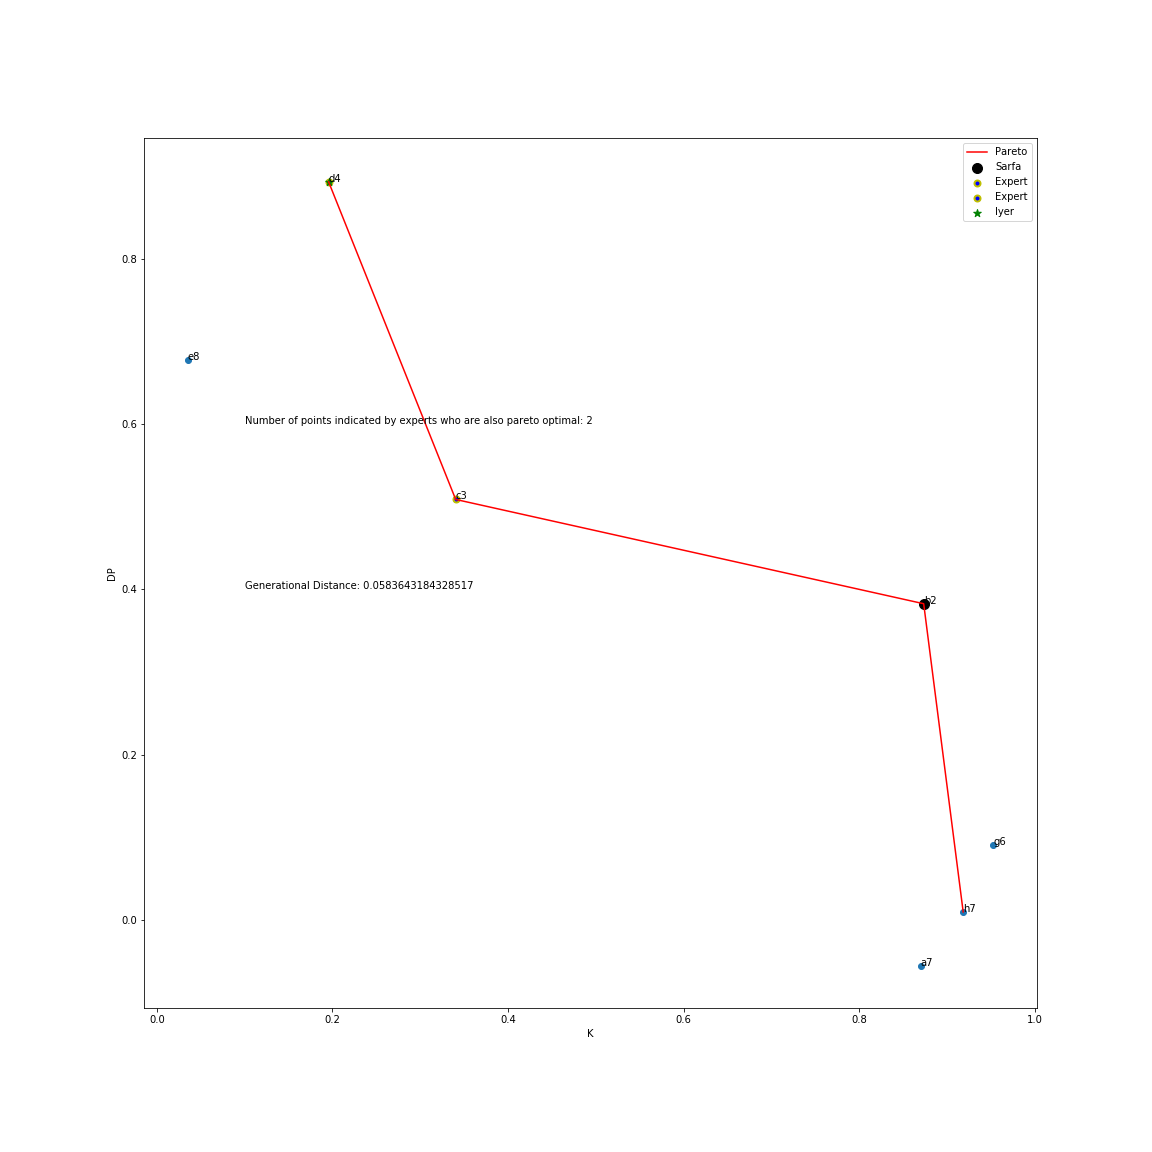 Pareto
Sarfa
Expert
Expert
Iyer
d4
0.8
e8
Number of points indicated by experts who are also pareto optimal: 2
0.6
c3
DP
Generational Distance: 0.0583643184328517
0.4
0.2
g6
h7
0.0
a7
0.0 0.2 0.4 0.6 0.8 1.0
K